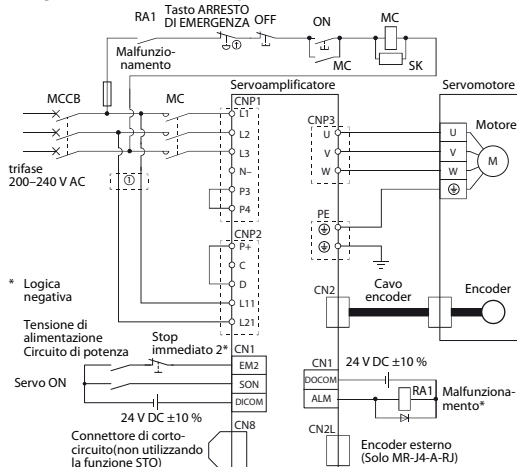 Tasto ARRESTO
DI EMERGENZA
RA1
OFF
ON
MC
Malfunzio-
namento
①
MC
SK
MCCB
MC
Servoamplificatore
Servomotore
CNP1
L1
L2
L3
N–
P3
P4
trifase
200–240 V AC
①
CNP3
U
V
W
U
V
W
Motore
M
PE
CNP2
P+
C
D
L11
L21
CN2
Cavo
encoder
Encoder
* Logica
negativa
Tensione di
alimentazione
Circuito di potenza
Stop
immediato 2*
CN1
EM2
SON
DICOM
Servo ON
24 V DC ±10 %
CN1
DOCOM
ALM
24 V DC ±10 %
RA1
Malfunziona-
mento*
CN8
Connettore di corto-
circuito(non utilizzando
la funzione STO)
CN2L
Encoder esterno
(Solo MR-J4-A-RJ)